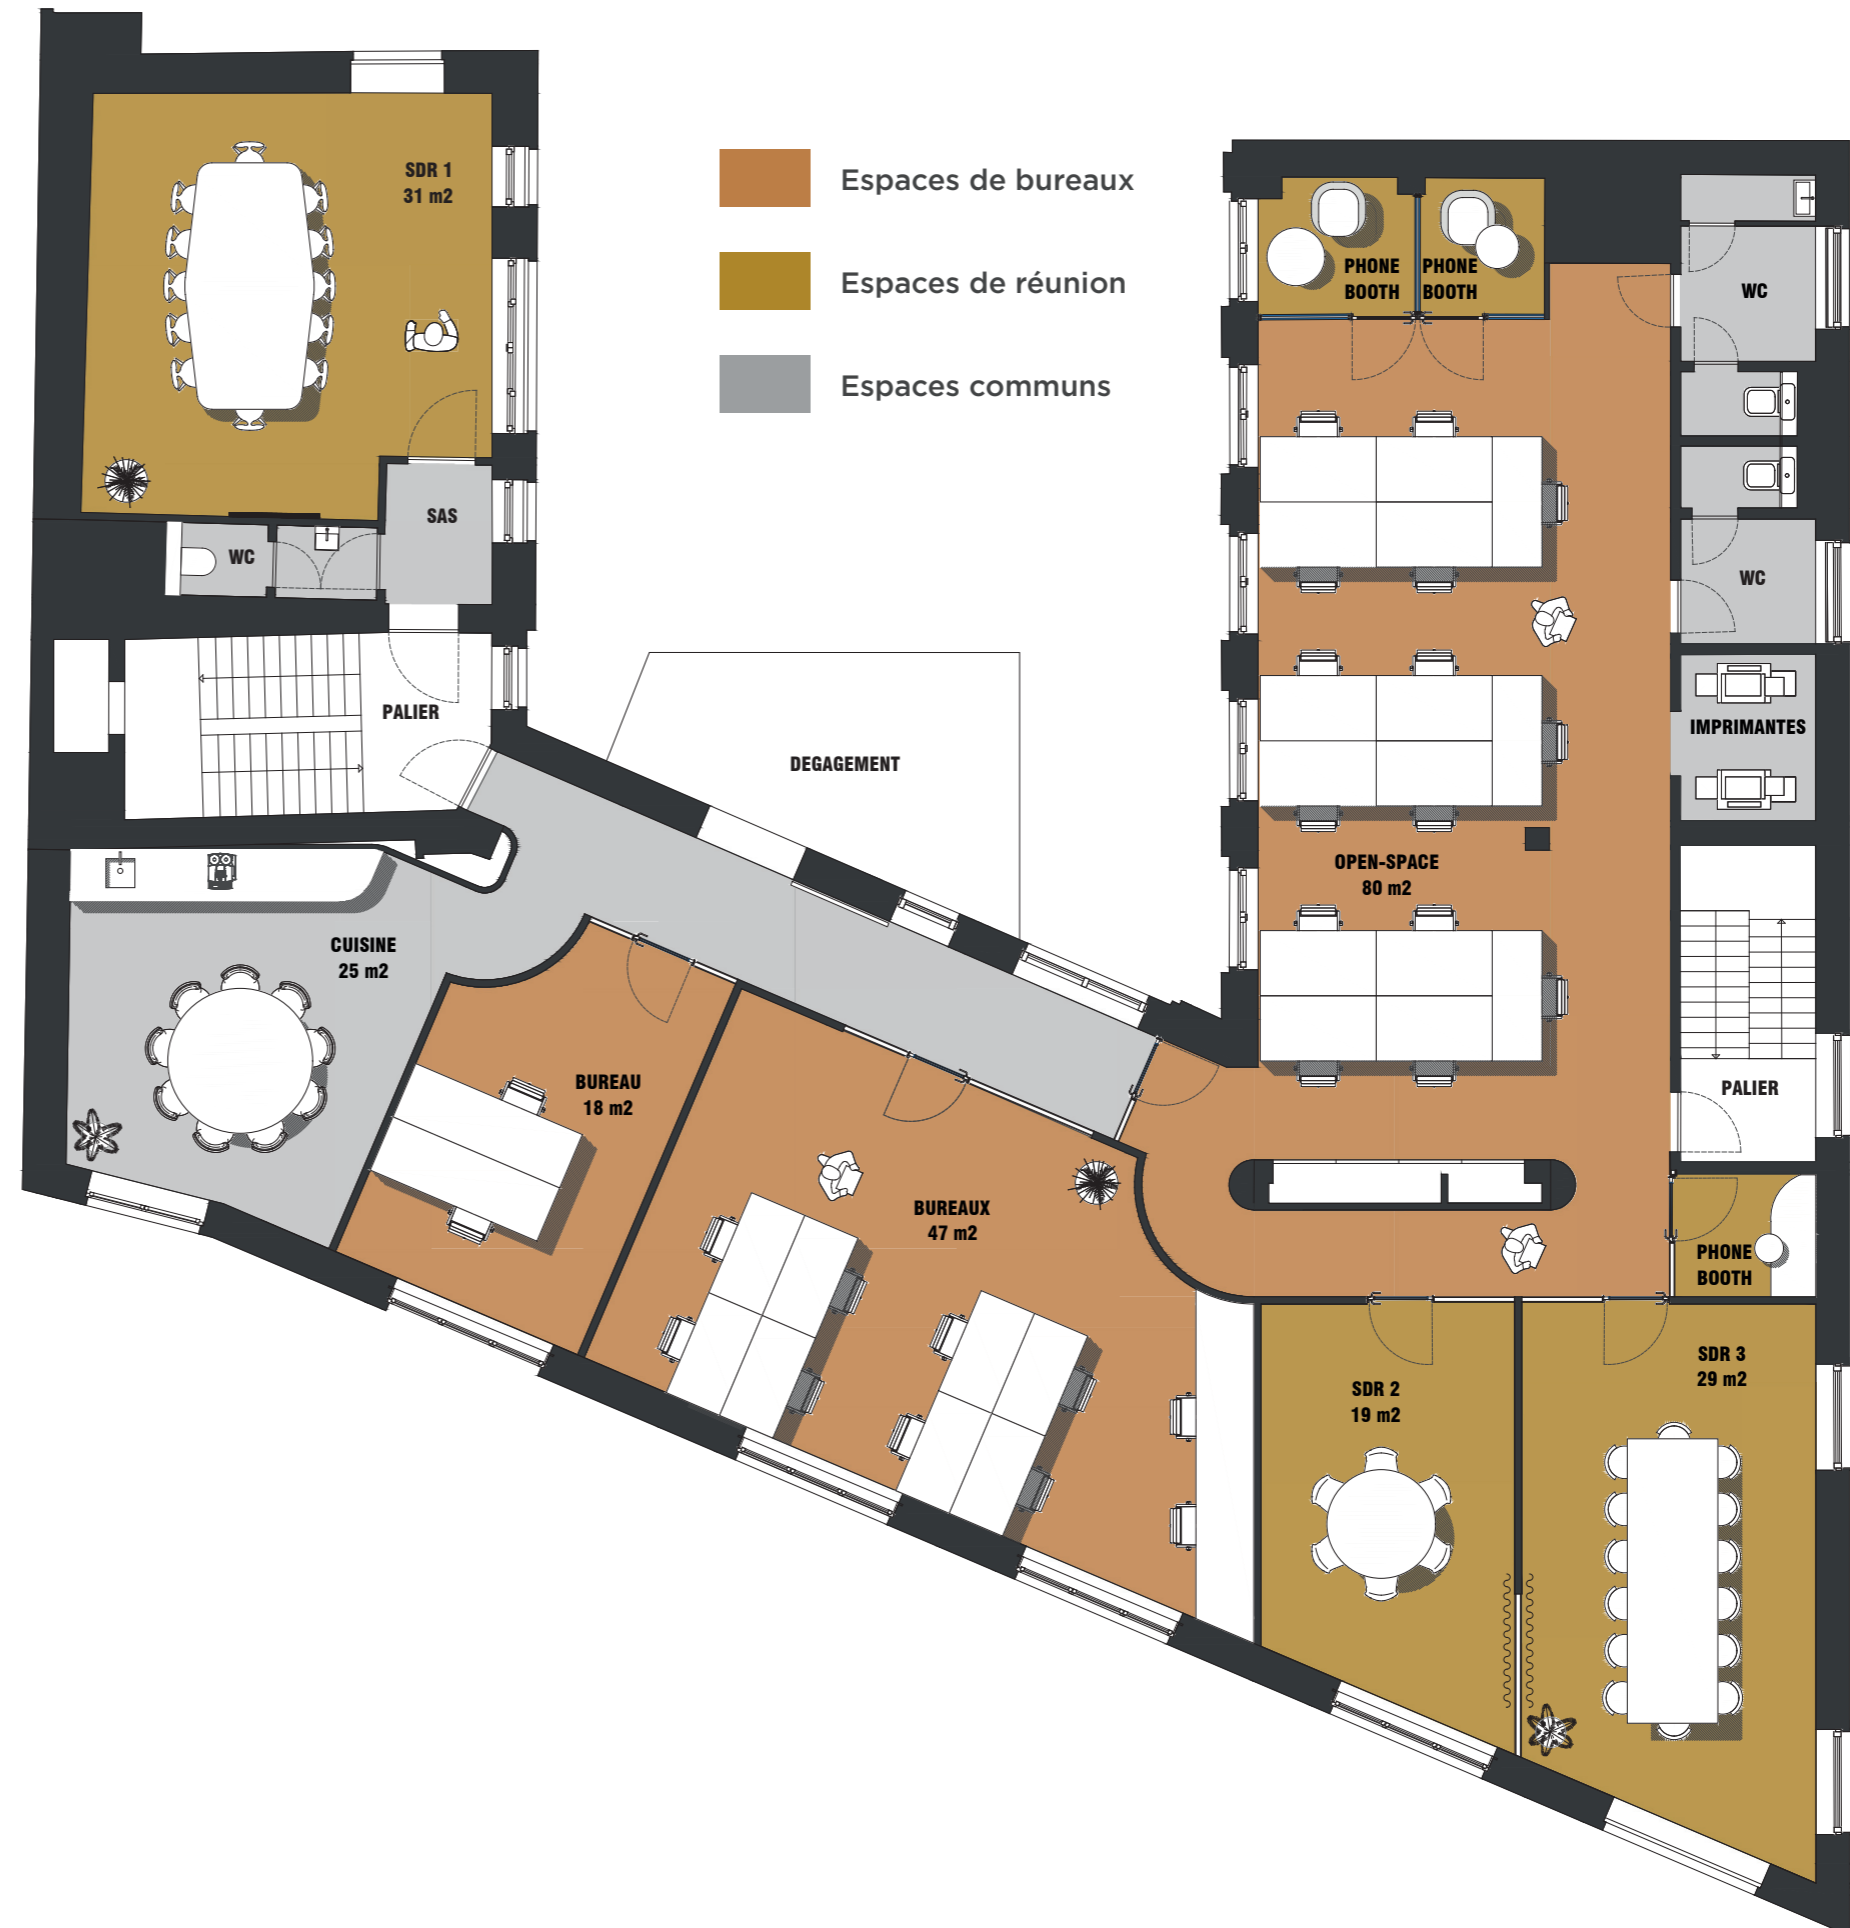 SDR 1
31 m2
Espaces de bureaux
Espaces de réunion
Espaces communs
PHONE
BOOTH
PHONE
BOOTH
WC
SAS
WC
WC
PALIER
IMPRIMANTES
DEGAGEMENT
OPEN-SPACE
80 m2
CUISINE
25 m2
BUREAU
18 m2
PALIER
BUREAUX
47 m2
PHONE
BOOTH
SDR 2
19 m2
SDR 3
29 m2